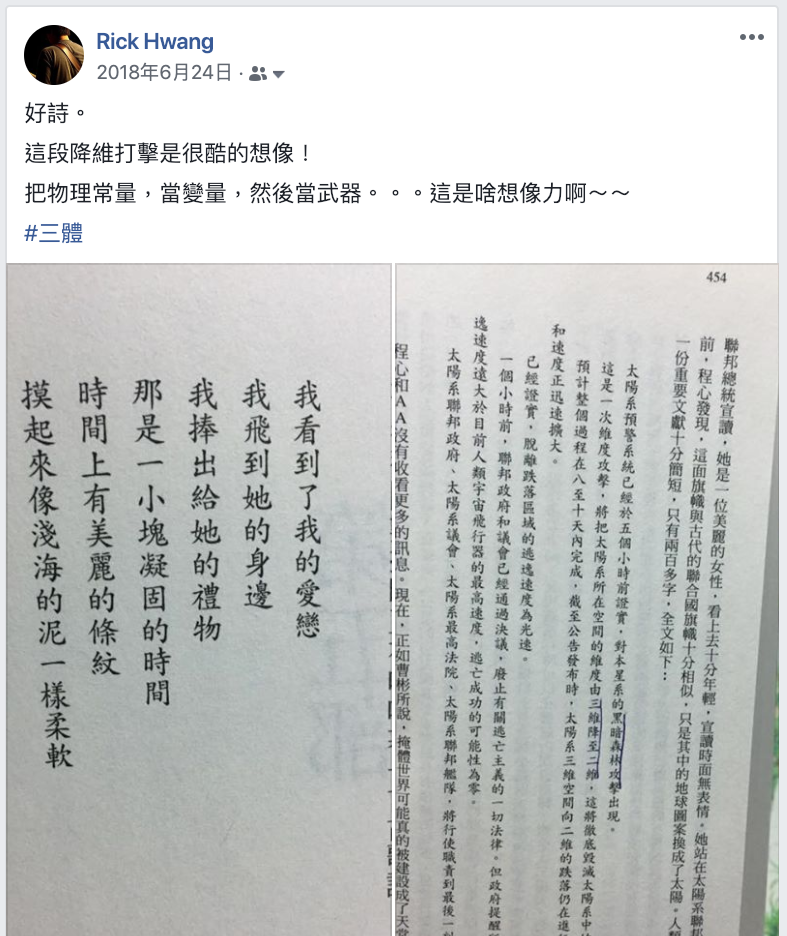 Rick Hwang
2018年6月24日
好詩。
這段降維打擊是很酷的想像！
把物理常量，當變量，然後當武器。。。這是啥想像力啊～～
#三體
我看到了我的愛戀
我飛到她的身邊
我捧出給她的禮物
那是一小塊凝固的時間
時間上有美麗的條紋
摸起來像淺海的泥一樣柔軟
454
聯邦總統宣讀，她是一位美麗的女性，看上去十分年輕，宣讀時面無表情。她站在太陽系聯邦
前，程心發現，這面旗幟與古代的聯合國旗幟十分相似，只是其中的地球圖案換成了太陽。人類
一份重要文獻十分簡短，只有兩百多字，全文如下：
太陽系預警系統已經於五個小時前證實，對本星系的黑暗森林攻擊出現。
這是一次維度攻擊，將把太陽系所在空間的維度由三維降至二維，這將徹底毀滅太陽系中
預計整個過程在八至十天內完成，截至公告發布時，太陽系三維空間向二維的跌落仍在進
和速度正迅速擴大。
已經證實，脫離跌落區域的逃逸速度為光速。
一個小時前，聯邦政府和議會已經通過決議，廢止有關逃亡主義的一切法律。但政府提醒
逸速度遠大於目前人類宇宙飛行器的最高速度，逃亡成功的可能性為零。
太陽系聯邦政府、太陽系議會、太陽系最高法院、太陽系聯邦艦隊，將行使職責到最後一
程心和AA沒有收看更多的訊息。現在，正如曹彬所說，掩體世界可能真的被建設成了天堂